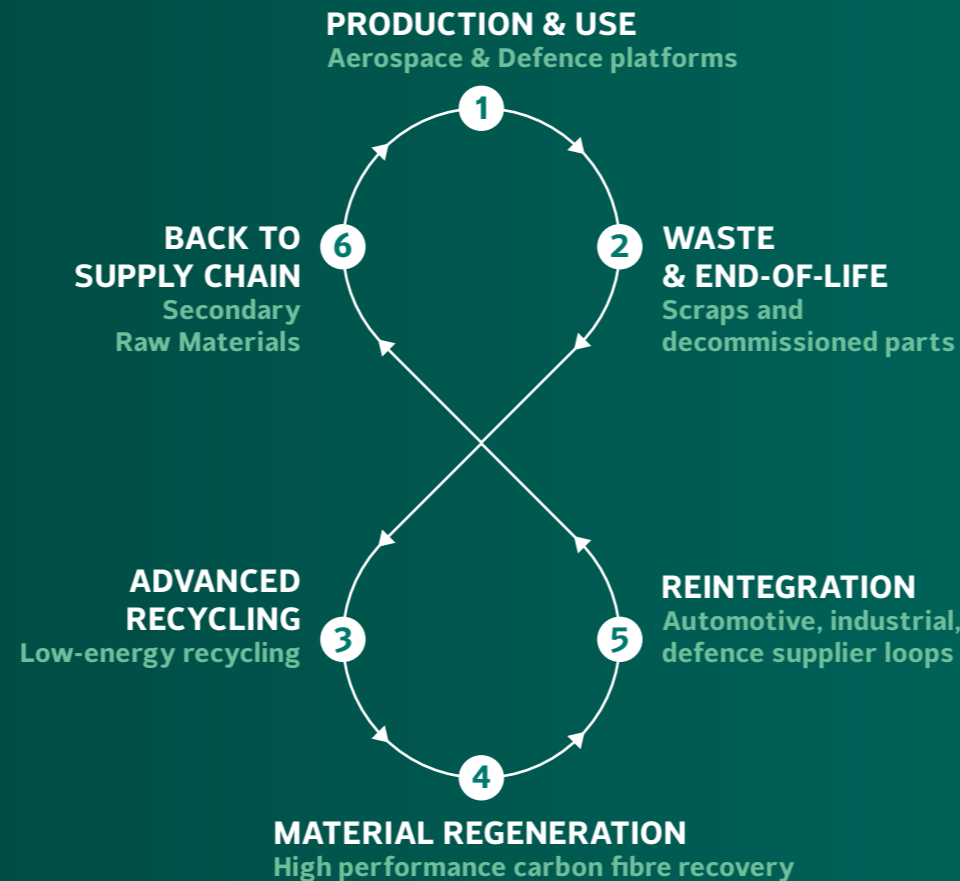 PRODUCTION & USE
Aerospace & Defence platforms
1
BACK TO
SUPPLY CHAIN
Secondary
Raw Materials
6
2
WASTE
& END-OF-LIFE
Scraps and
decommissioned parts
ADVANCED
RECYCLING
Low-energy recycling
3
5
REINTEGRATION
Automotive, industrial,
defence supplier loops
4
MATERIAL REGENERATION
High performance carbon fibre recovery